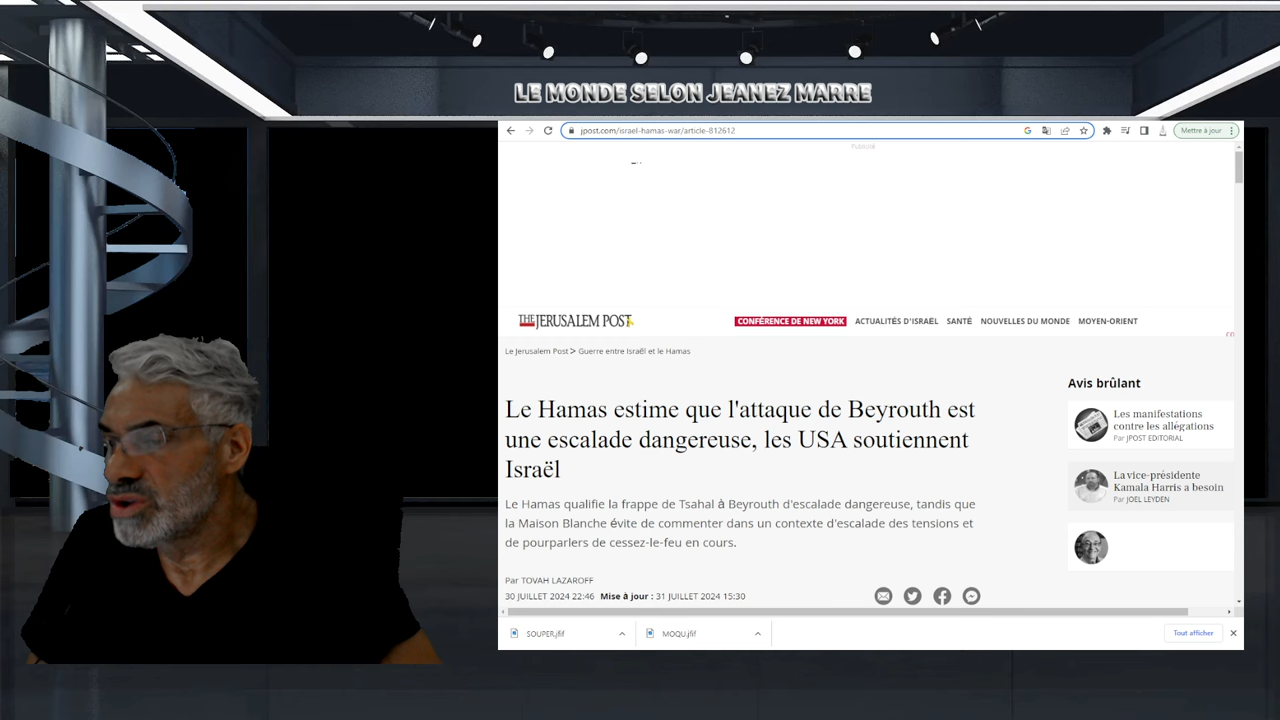 LE MONDE SELON JEANEZ MARRE
jpost.com/israel-hamas-war/article-812612
Mettre à jour
Publicité
THE JERUSALEM POST
CONFÉRENCE DE NEW YORK
ACTUALITÉS D'ISRAËL
SANTÉ
NOUVELLES DU MONDE
MOYEN-ORIENT
Le Jerusalem Post > Guerre entre Israël et le Hamas
Le Hamas estime que l'attaque de Beyrouth est
une escalade dangereuse, les USA soutiennent
Israël
Le Hamas qualifie la frappe de Tsahal à Beyrouth d'escalade dangereuse, tandis que
la Maison Blanche évite de commenter dans un contexte d'escalade des tensions et
de pourparlers de cessez-le-feu en cours.
Par TOVAH LAZAROFF
30 JUILLET 2024 22:46 Mise à jour : 31 JUILLET 2024 15:30
Avis brûlant
Les manifestations
contre les allégations
Par JPOST EDITORIAL
La vice-présidente
Kamala Harris a besoin
Par JOEL LEYDEN
SOUPER.jfif
MOQU.jfif
Tout afficher